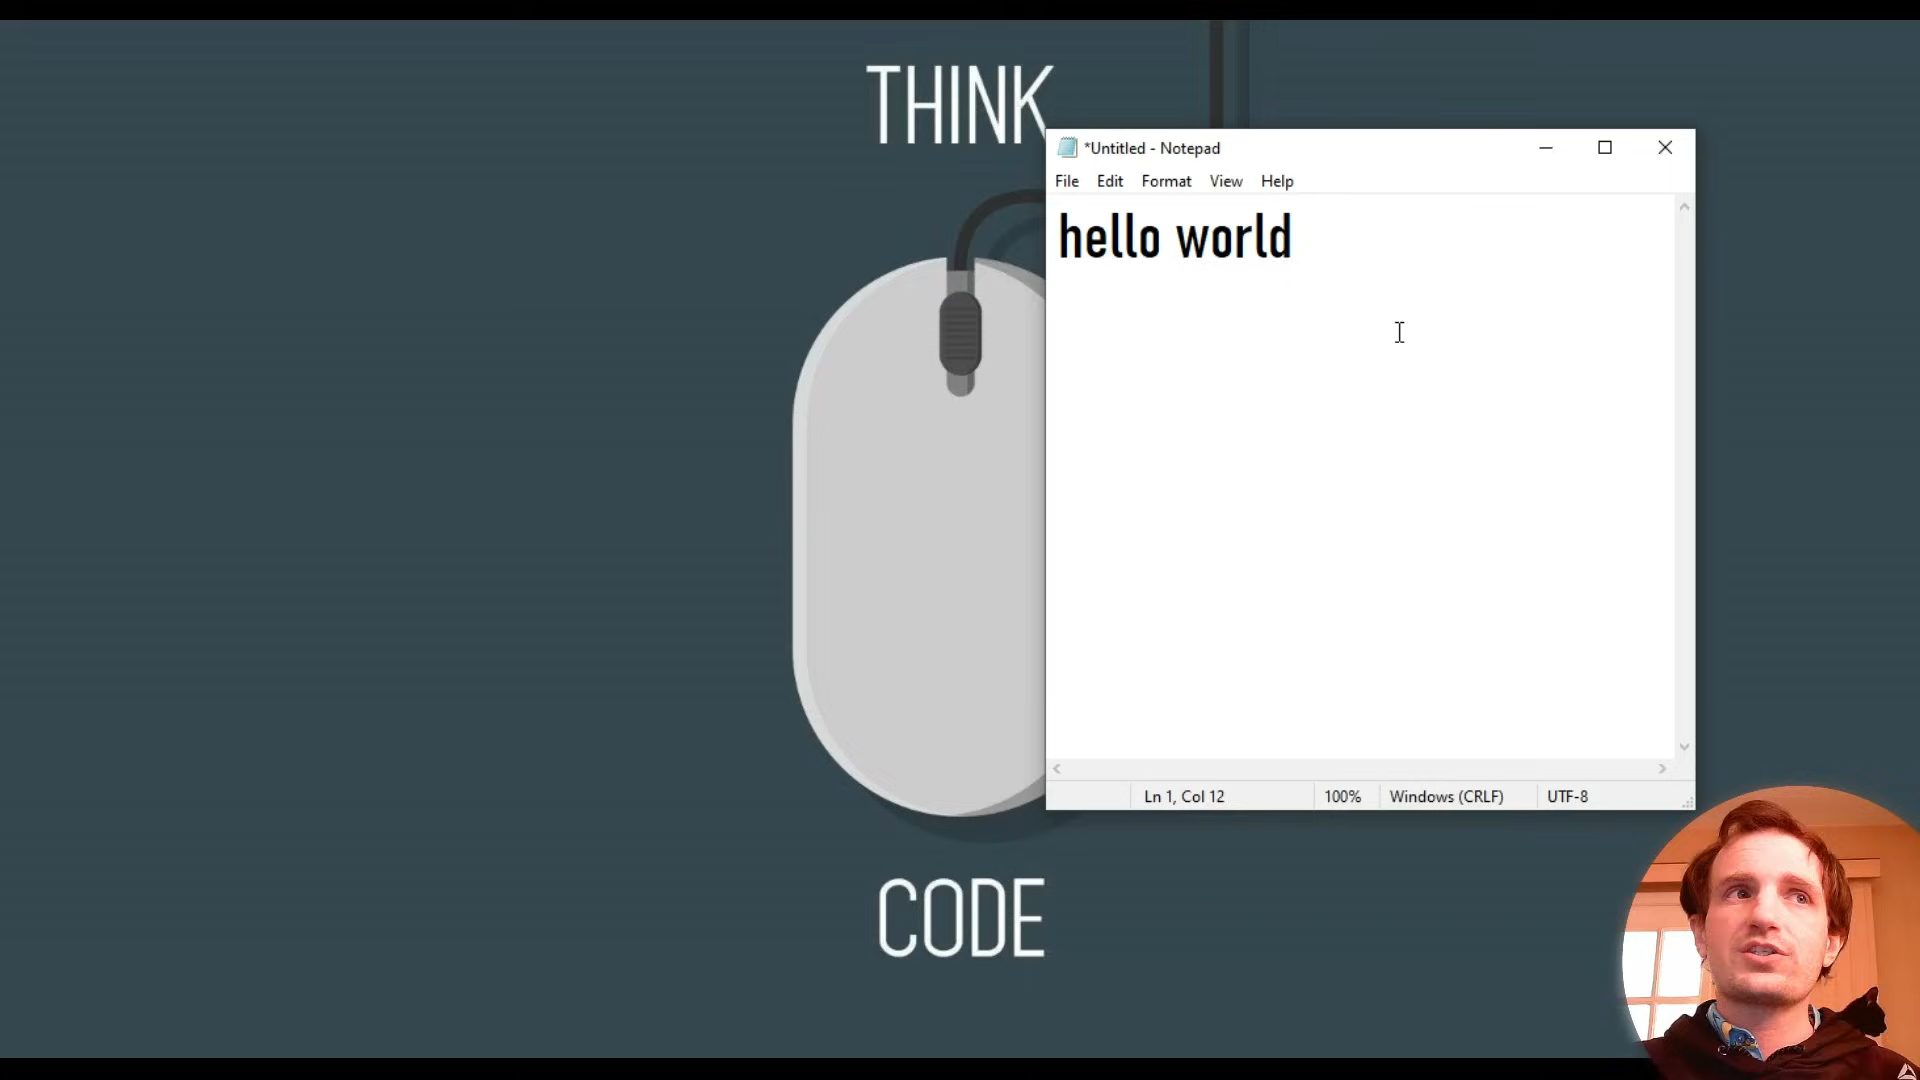 THINK
*Untitled - Notepad
File Edit Format View Help
hello world
Ln 1, Col 12 100% Windows (CRLF) UTF-8
CODE